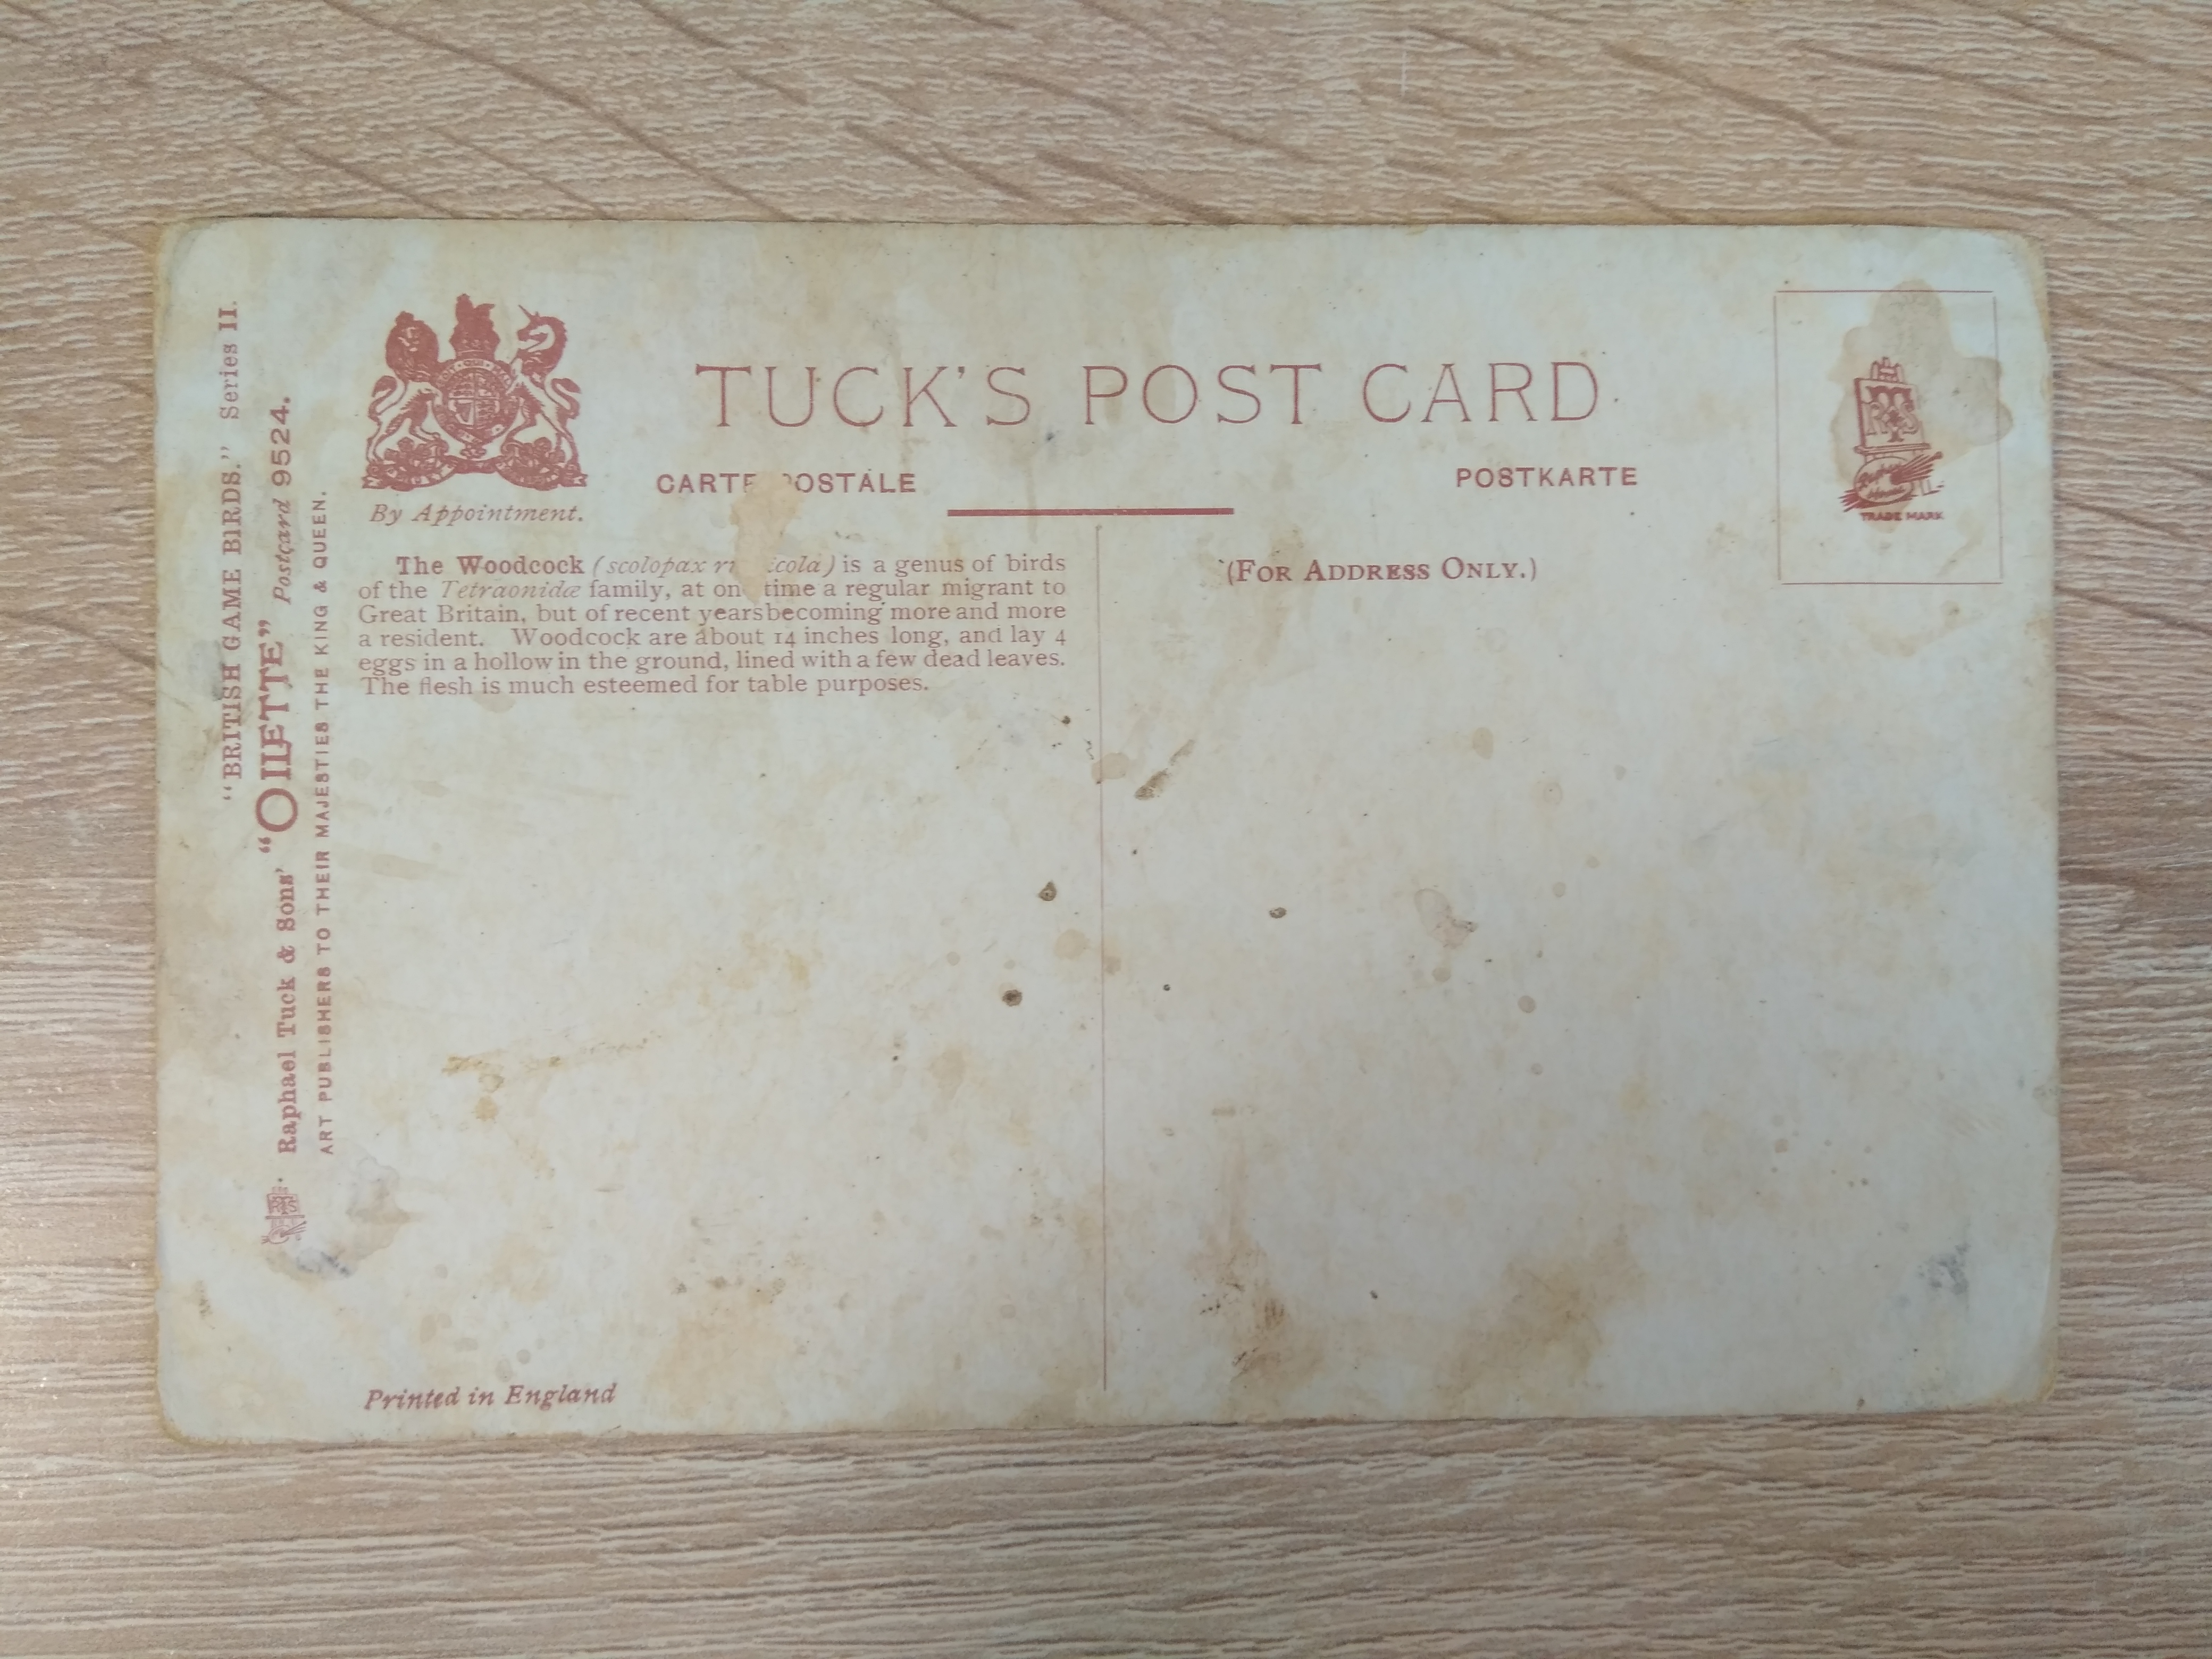 "BRITISH GAME BIRDS." Series II.
Raphael Tuck & Sons' "OILETTE" Postcard 9524.
ART PUBLISHERS TO THEIR MAJESTIES THE KING & QUEEN.
By Appointment.
TUCK'S POST CARD
CARTE POSTALE
POSTKARTE
TRADE MARK
The Woodcock (scolopax is a genus of birds
of the Tetraonidæ family, at time a regular migrant to
Great Britain, but of recent years becoming more and more
a resident. Woodcock are about 14 inches long, and lay 4
eggs in a hollow in the ground, lined with a few dead leaves.
The flesh is much esteemed for table purposes.
(FOR ADDRESS ONLY.)
Printed in England